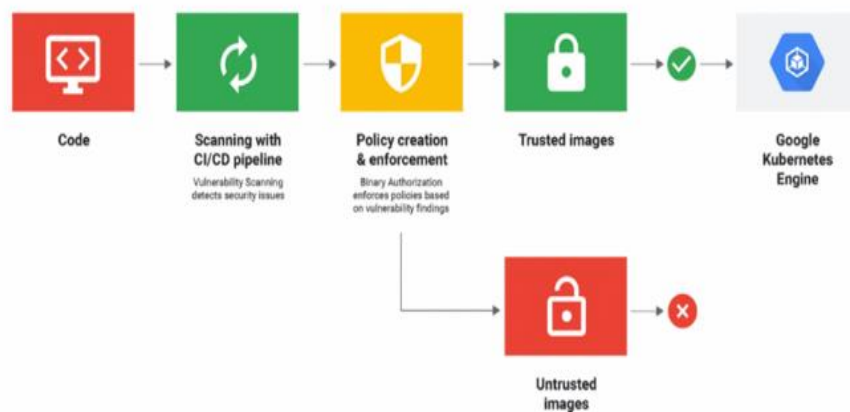 Code
Scanning with
CI/CD pipeline
Vulnerability Scanning
detects security issues
Policy creation
& enforcement
Binary Authorization
enforces policies based
on vulnerability findings
Trusted images
Google
Kubernetes
Engine
Untrusted
images